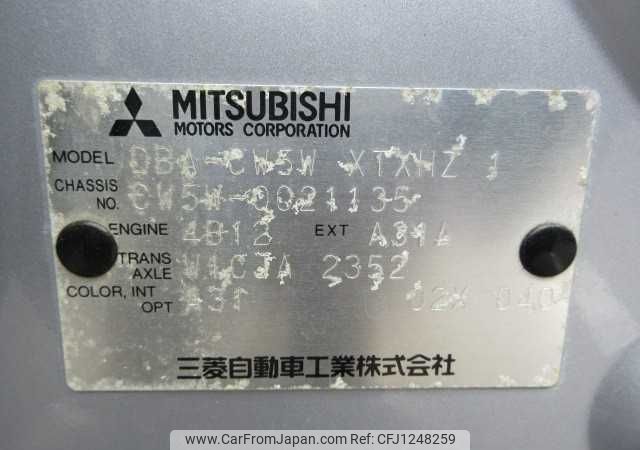 MITSUBISHI
MOTORS CORPORATION
MODEL DBA-CW5W XTXHZ 1
CHASSIS NO. CW5W-0021135
ENGINE 4B12 EXT A31A
TRANS AXLE W1CJA 2352
COLOR, INT OPT A31 02X 040
三菱自動車工業株式会社
www.CarFromJapan.com - CFJ1248259